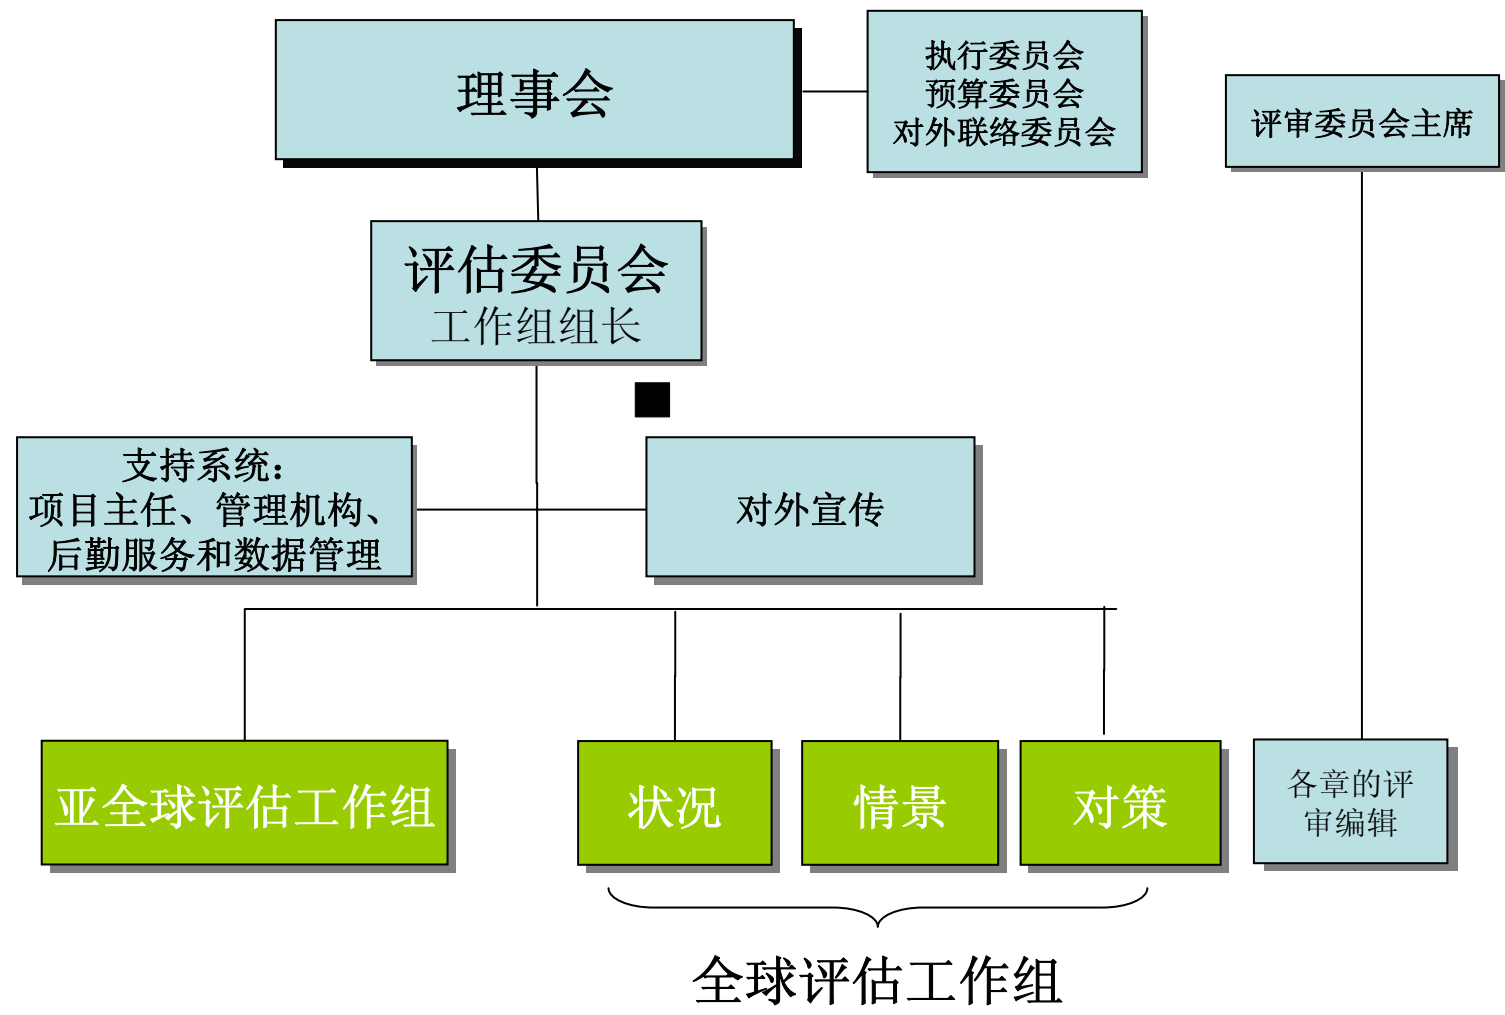 理事会
执行委员会
预算委员会
对外联络委员会
评审委员会主席
评估委员会
工作组组长
支持系统：
项目主任、管理机构、
后勤服务和数据管理
对外宣传
亚全球评估工作组
状况
情景
对策
各章的评
审编辑
全球评估工作组